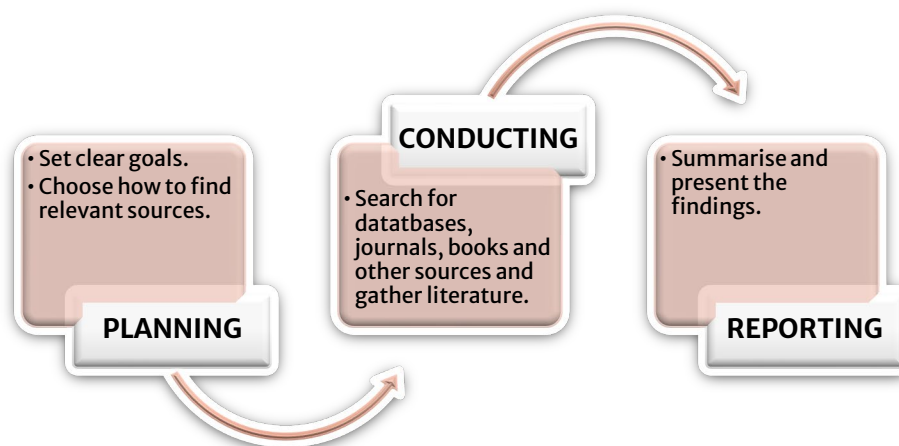 • Set clear goals.
• Choose how to find
relevant sources.
PLANNING
CONDUCTING
• Search for
datatbases,
journals, books and
other sources and
gather literature.
• Summarise and
present the
findings.
REPORTING